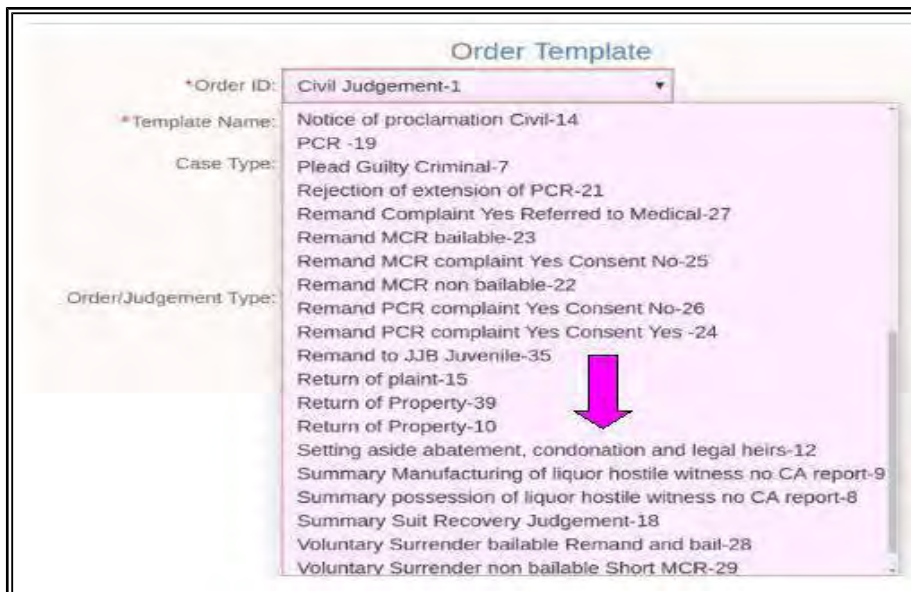 Order Template
*Order ID: Civil Judgement-1
*Template Name: Notice of proclamation Civil-14
PCR -19
Case Type: Plead Guilty Criminal-7
Rejection of extension of PCR-21
Remand Complaint Yes Referred to Medical-27
Remand MCR bailable-23
Remand MCR complaint Yes Consent No-25
Remand MCR non bailable-22
Order/Judgement Type: Remand PCR complaint Yes Consent No-26
Remand PCR complaint Yes Consent Yes -24
Remand to JJB Juvenile-35
Return of plaint-15
Return of Property-39
Return of Property-10
Setting aside abatement, condonation and legal heirs-12
Summary Manufacturing of liquor hostile witness no CA report-9
Summary possession of liquor hostile witness no CA report-8
Summary Suit Recovery Judgement-18
Voluntary Surrender bailable Remand and bail-28
Voluntary Surrender non bailable Short MCR-29